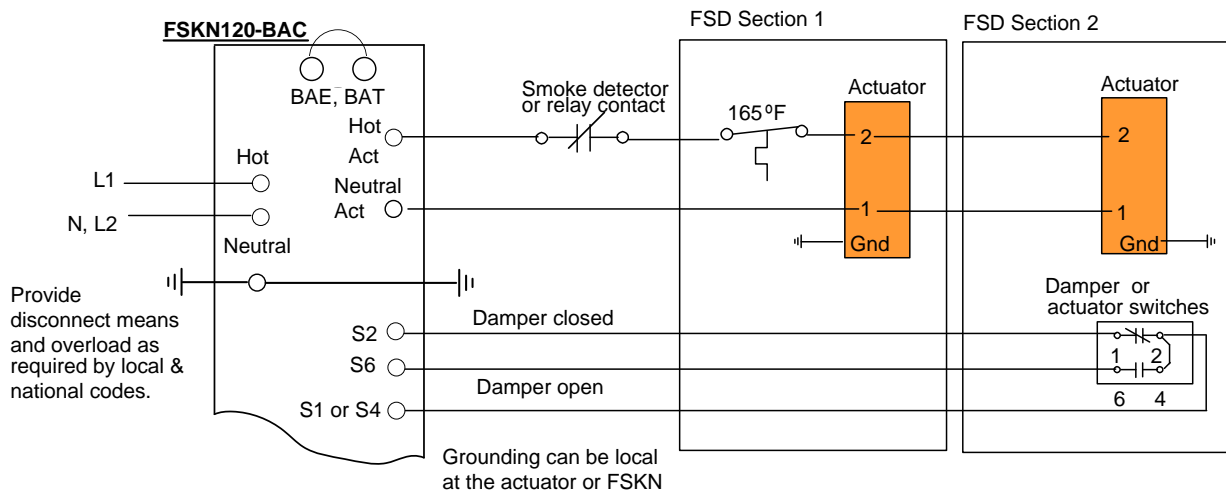 FSKN120-BAC
BAE, BAT
Hot
Act
Neutral
Act
Hot
L1
N, L2
Neutral
Provide
disconnect means
and overload as
required by local &
national codes.
S2
S6
S1 or S4
Smoke detector
or relay contact
Damper closed
Damper open
Grounding can be local
at the actuator or FSKN
FSD Section 1
165ºF
Actuator
2
1
Gnd
FSD Section 2
Actuator
2
1
Gnd
Damper or
actuator switches
1 2
6 4